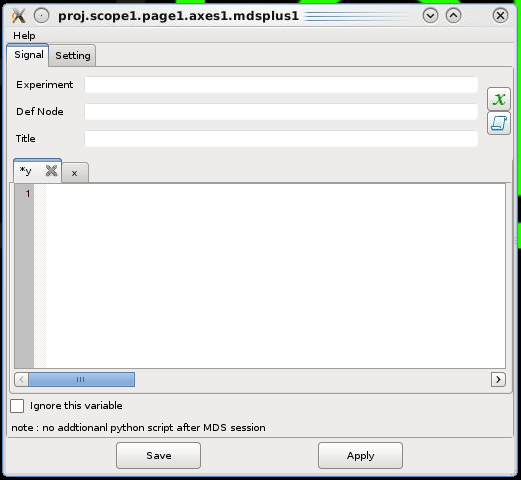 proj.scope1.page1.axes1.mdsplus1
Help
Signal Setting
Experiment
Def Node
Title
x
*y x
1
Ignore this variable
note : no addtionanl python script after MDS session
Save Apply